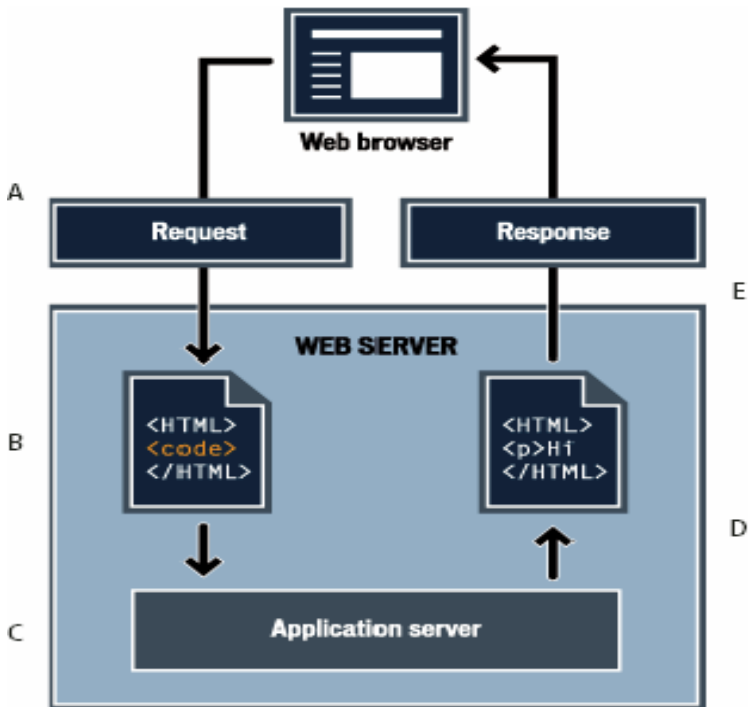 Web browser
A
Request
Response
E
WEB SERVER
B
<HTML>
<code>
</HTML>
<HTML>
<p>Hi
</HTML>
D
C
Application server